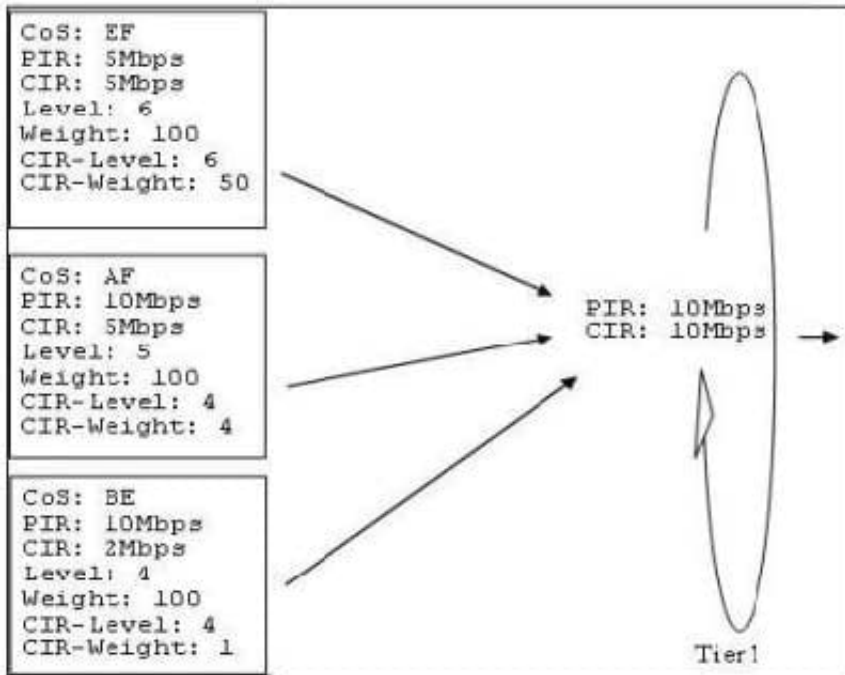 CoS: EF
PIR: 5Mbps
CIR: 5Mbps
Level: 6
Weight: 100
CIR-Level: 6
CIR-Weight: 50
CoS: AF
PIR: 10Mbps
CIR: 5Mbps
Level: 5
Weight: 100
CIR-Level: 4
CIR-Weight: 4
CoS: BE
PIR: 10Mbps
CIR: 2Mbps
Level: 4
Weight: 100
CIR-Level: 4
CIR-Weight: 1
PIR: 10Mbps
CIR: 10Mbps
Tier1